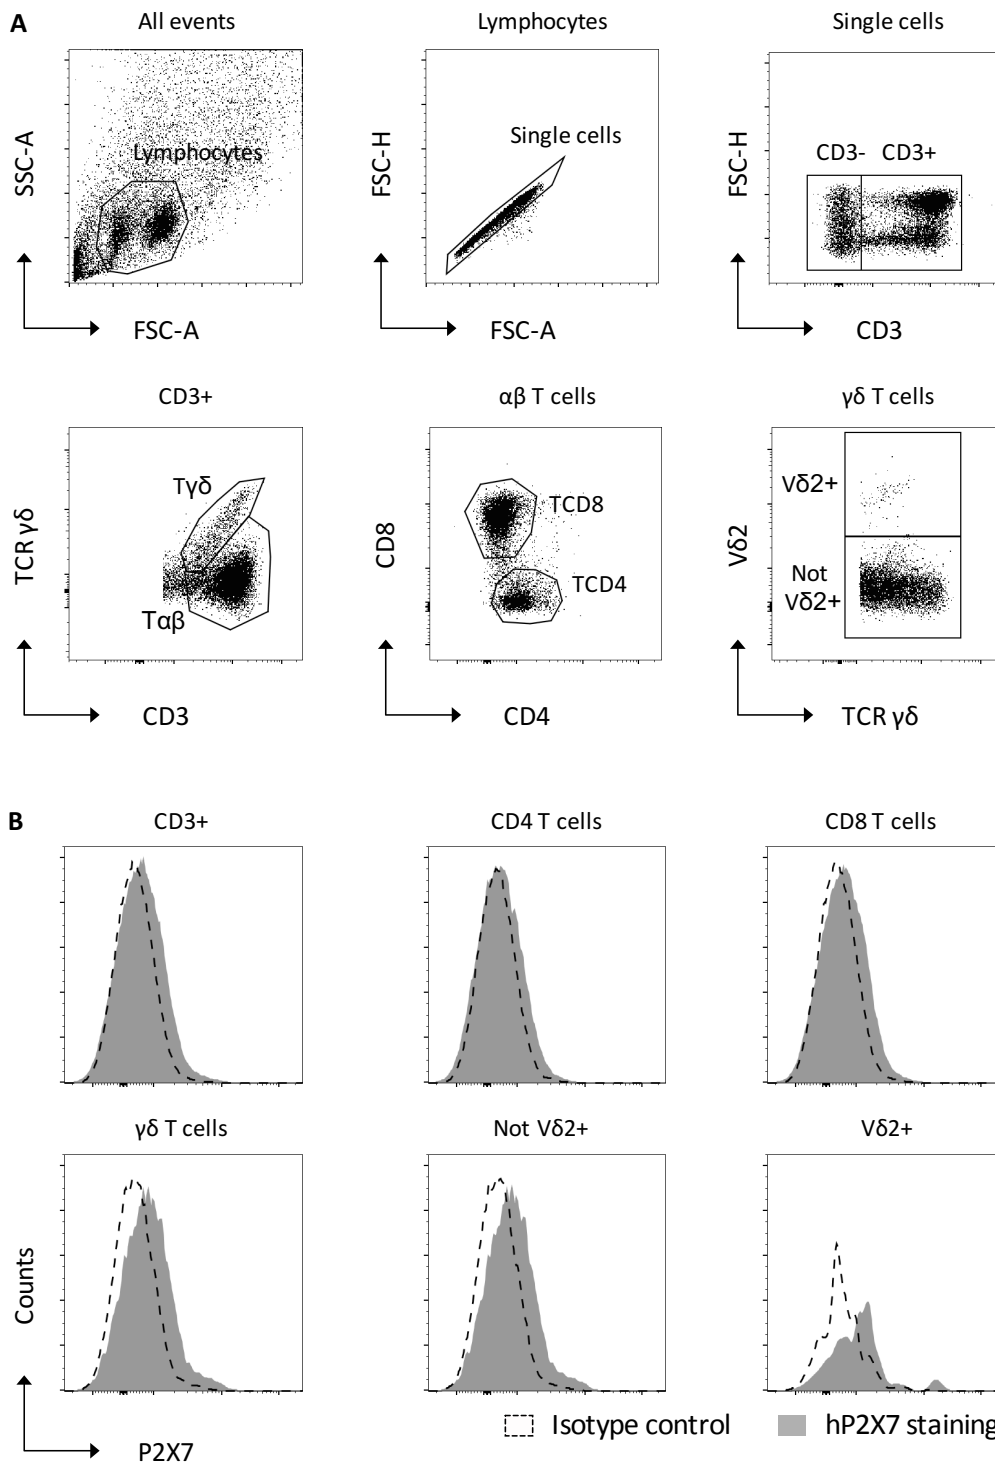 A
All events
Lymphocytes
Single cells
SSC-A
Lymphocytes
FSC-A
FSC-H
Single cells
FSC-A
FSC-H
CD3- CD3+
CD3
CD3+
αβ T cells
γδ T cells
TCR γδ
Tγδ
Tαβ
CD3
CD8
TCD8
TCD4
CD4
Vδ2
Vδ2+
Not
Vδ2+
TCR γδ
B
CD3+
CD4 T cells
CD8 T cells
γδ T cells
Not Vδ2+
Vδ2+
Counts
P2X7
Isotype control
hP2X7 staining